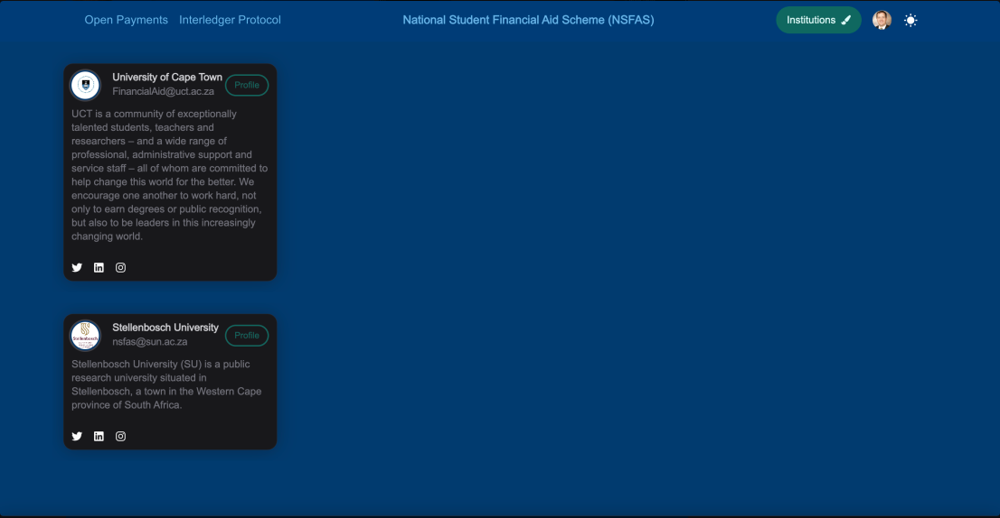 Open Payments Interledger Protocol National Student Financial Aid Scheme (NSFAS) Institutions
University of Cape Town
FinancialAid@uct.ac.za
Profile
UCT is a community of exceptionally
talented students, teachers and
researchers – and a wide range of
professional, administrative support and
service staff – all of whom are committed to
help change this world for the better. We
encourage one another to work hard, not
only to earn degrees or public recognition,
but also to be leaders in this increasingly
changing world.
Stellenbosch
Stellenbosch University
nsfas@sun.ac.za
Profile
Stellenbosch University (SU) is a public
research university situated in
Stellenbosch, a town in the Western Cape
province of South Africa.